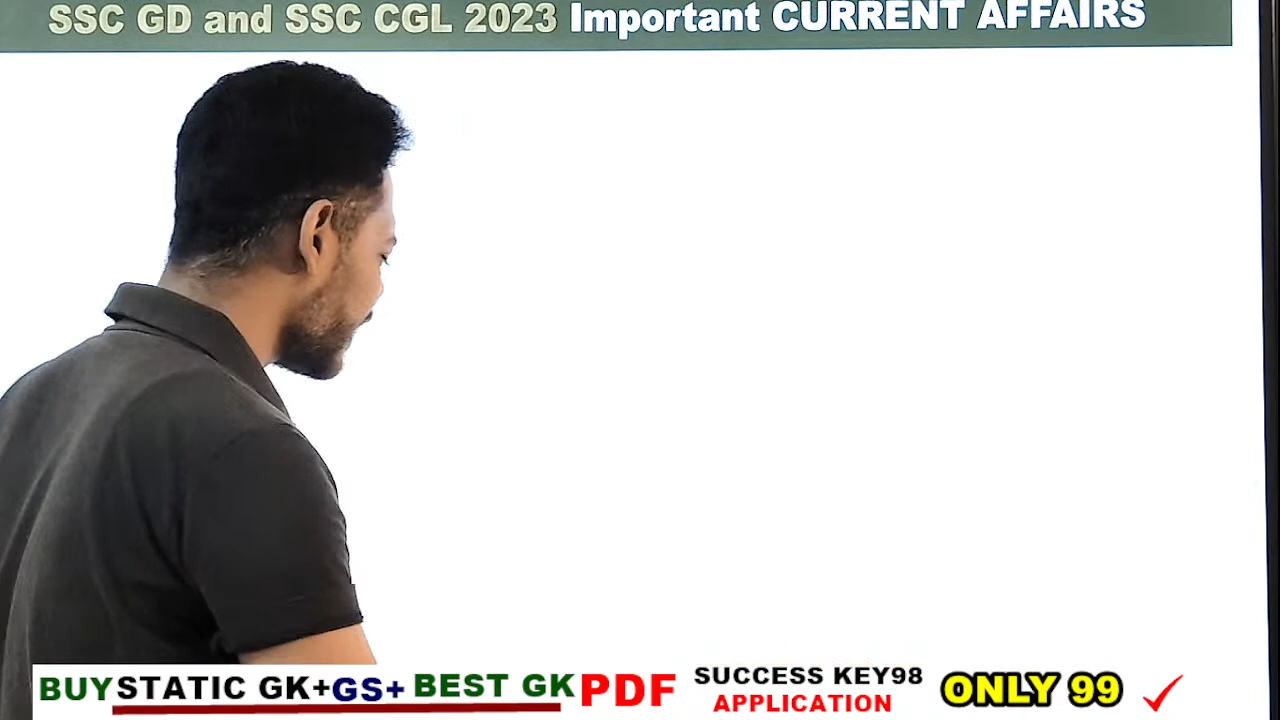 SSC GD and SSC CGL 2023 Important CURRENT AFFAIRS
BUY STATIC GK+GS+ BEST GK PDF
SUCCESS KEY98
APPLICATION
ONLY 99